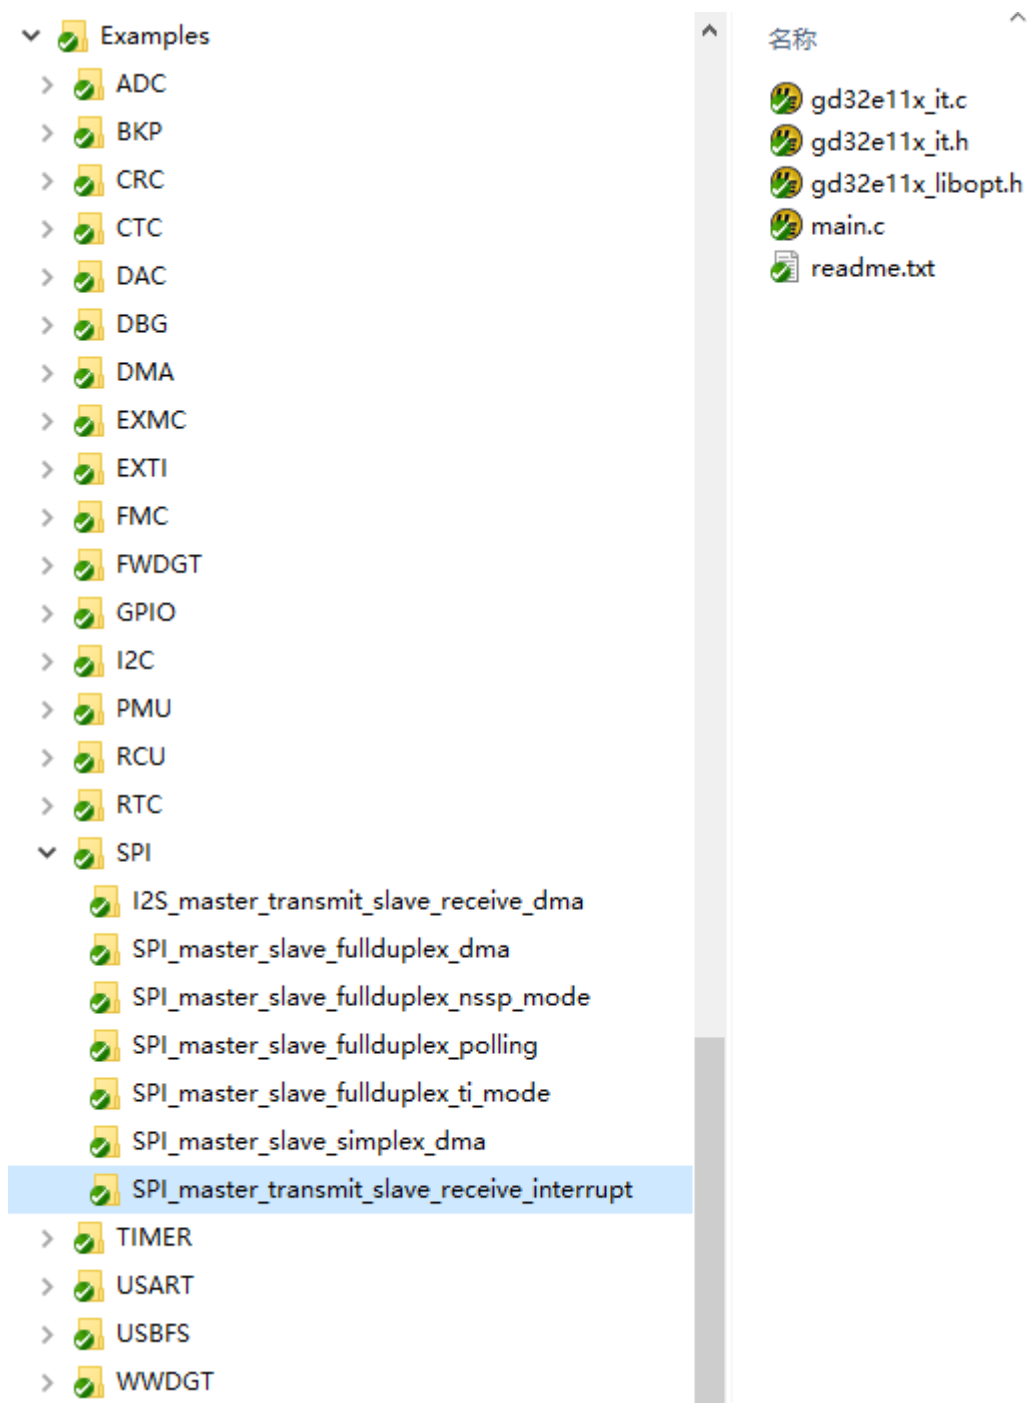 Examples
ADC
BKP
CRC
CTC
DAC
DBG
DMA
EXMC
EXTI
FMC
FWDGT
GPIO
I2C
PMU
RCU
RTC
SPI
I2S_master_transmit_slave_receive_dma
SPI_master_slave_fullduplex_dma
SPI_master_slave_fullduplex_nssp_mode
SPI_master_slave_fullduplex_polling
SPI_master_slave_fullduplex_ti_mode
SPI_master_slave_simplex_dma
SPI_master_transmit_slave_receive_interrupt
TIMER
USART
USBFS
WWDGT
名称
gd32e11x_it.c
gd32e11x_it.h
gd32e11x_libopt.h
main.c
readme.txt